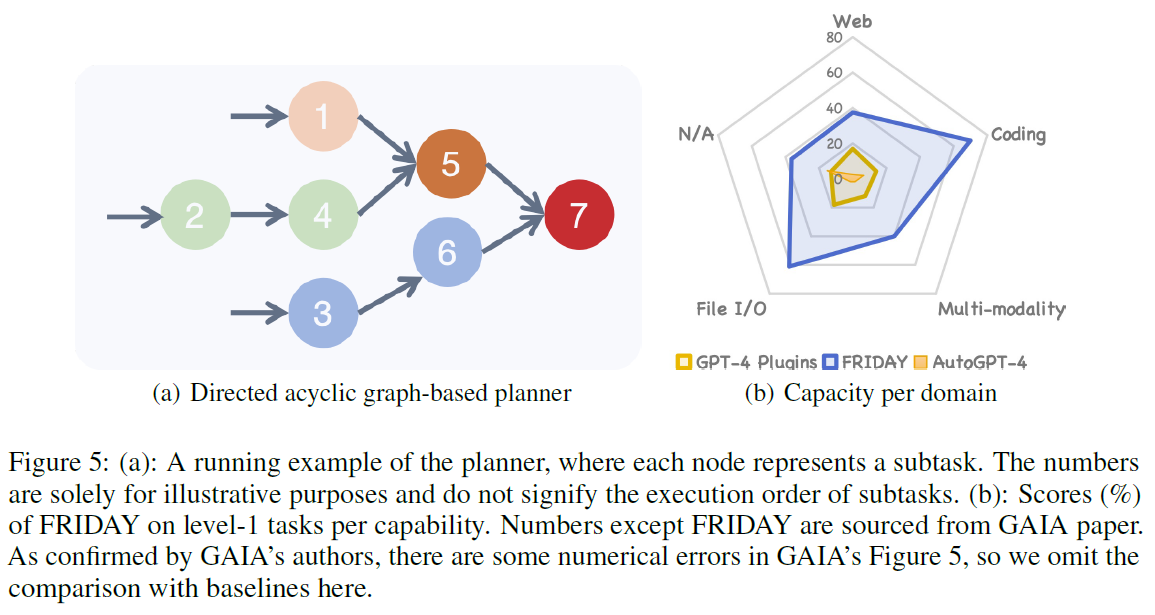 1
2
4
3
5
6
7
(a) Directed acyclic graph-based planner
Web
80
60
40
20
0
N/A
Coding
File I/O
Multi-modality
GPT-4 Plugins FRIDAY AutoGPT-4
(b) Capacity per domain
Figure 5: (a): A running example of the planner, where each node represents a subtask. The numbers
are solely for illustrative purposes and do not signify the execution order of subtasks. (b): Scores (%)
of FRIDAY on level-1 tasks per capability. Numbers except FRIDAY are sourced from GAIA paper.
As confirmed by GAIA's authors, there are some numerical errors in GAIA's Figure 5, so we omit the
comparison with baselines here.